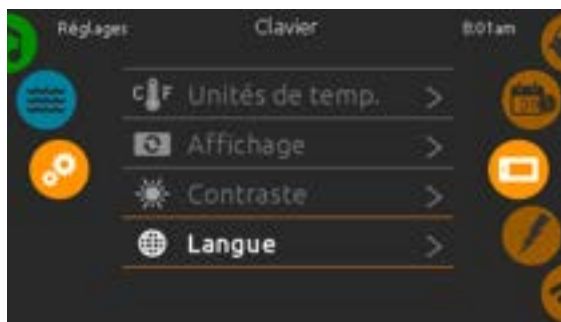 Réglages Clavier 8:01am
C F Unités de temp.
Affichage
Contraste
Langue